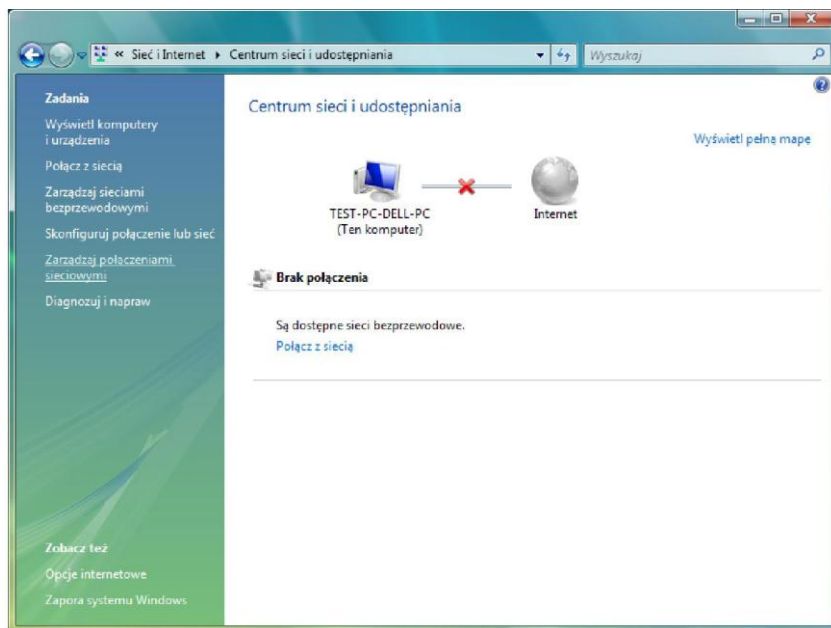 « Sieć i Internet ▸ Centrum sieci i udostępniania
Wyszukaj
Zadania
Wyświetl komputery
i urządzenia
Połącz z siecią
Zarządzaj sieciami
bezprzewodowymi
Skonfiguruj połączenie lub sieć
Zarządzaj połączeniami
sieciowymi
Diagnozuj i napraw
Zobacz też
Opcje internetowe
Zapora systemu Windows
Centrum sieci i udostępniania
Wyświetl pełną mapę
TEST-PC-DELL-PC
(Ten komputer)
Internet
Brak połączenia
Są dostępne sieci bezprzewodowe.
Połącz z siecią